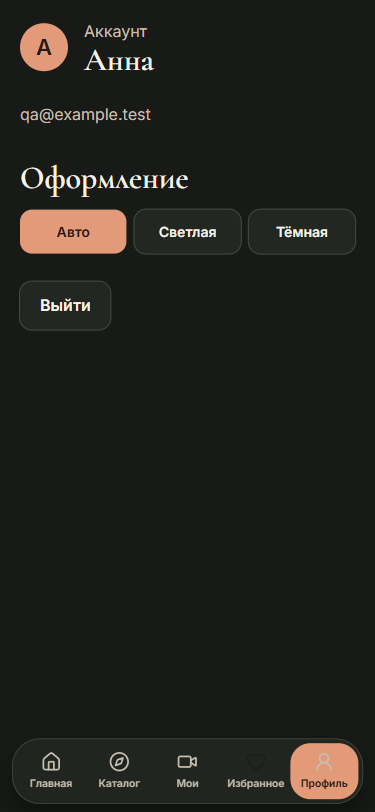 А
Аккаунт
Анна
qa@example.test
Оформление
Авто
Светлая
Тёмная
Выйти
Главная
Каталог
Мои
Избранное
Профиль